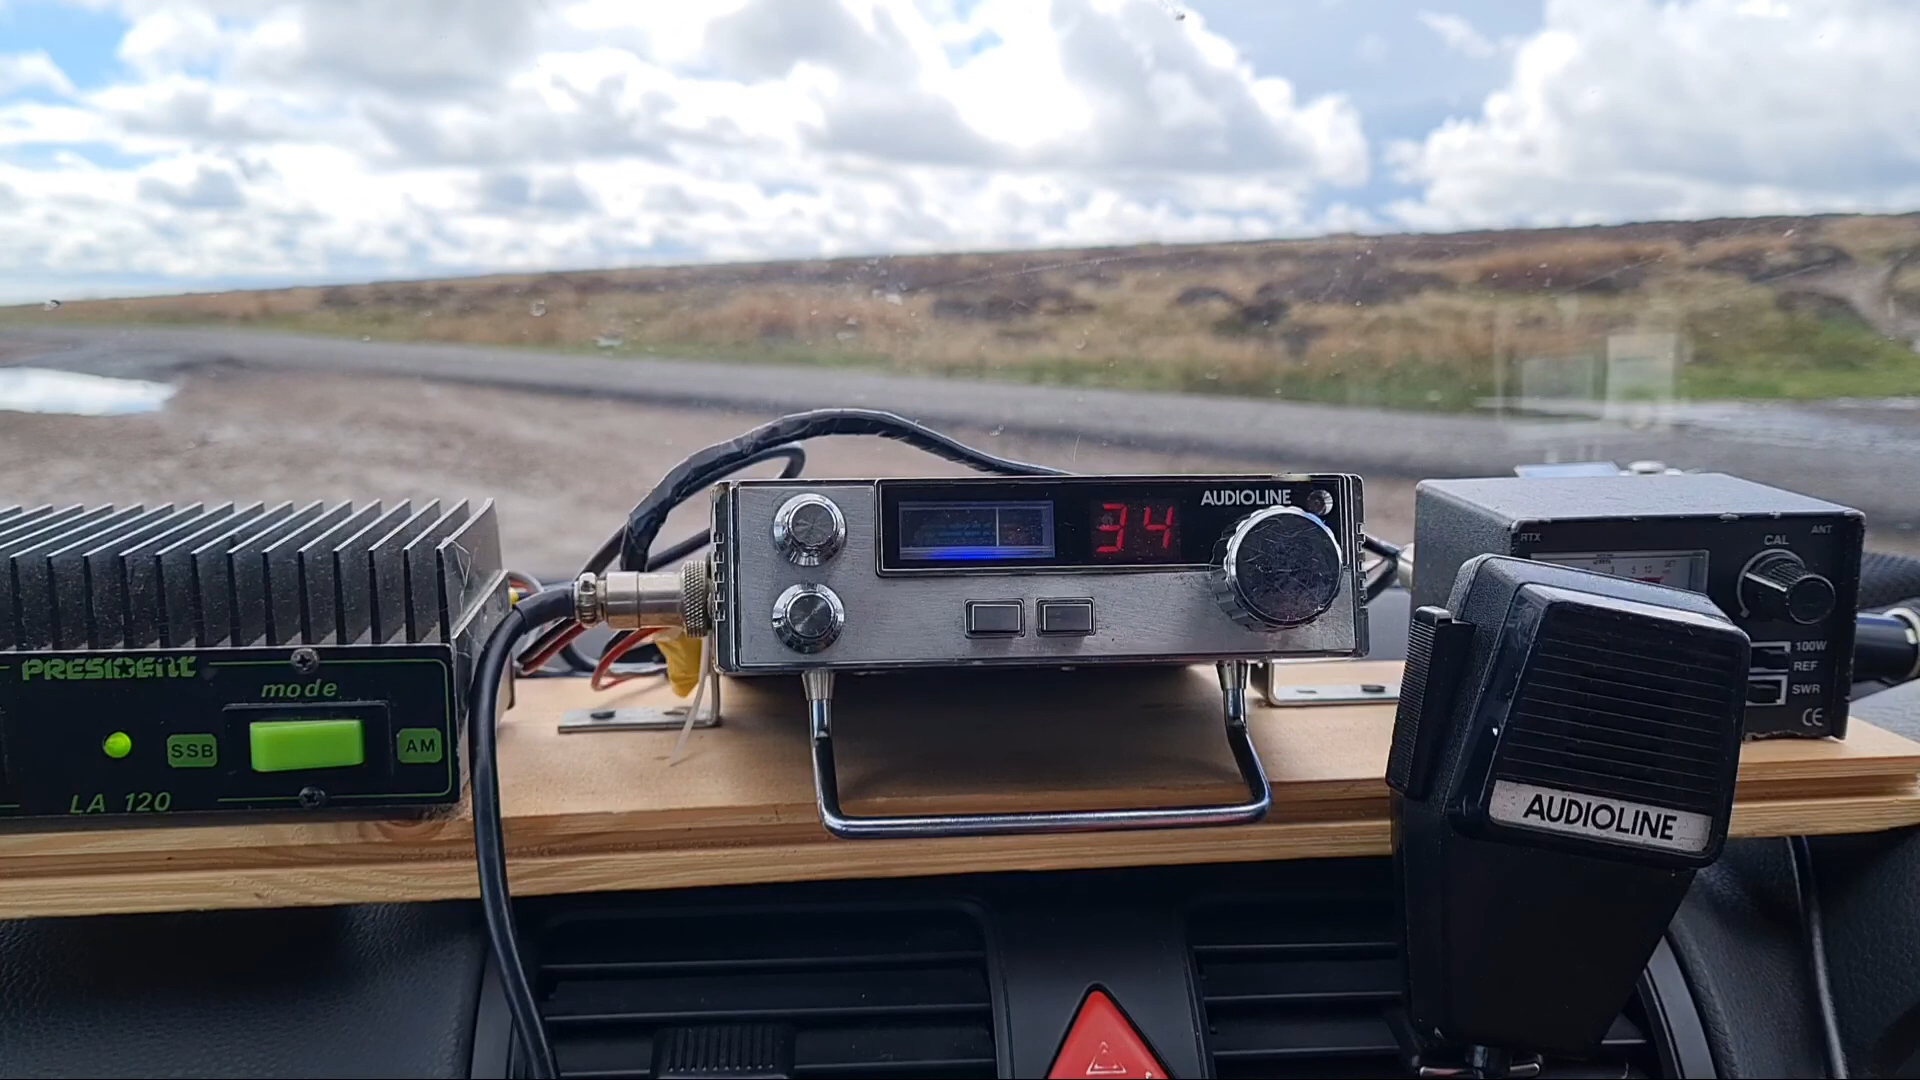 PRESIDENT
mode
SSB
AM
LA 120
34
AUDIOLINE
RTX
CAL
ANT
100W
REF
SWR
CE
AUDIOLINE